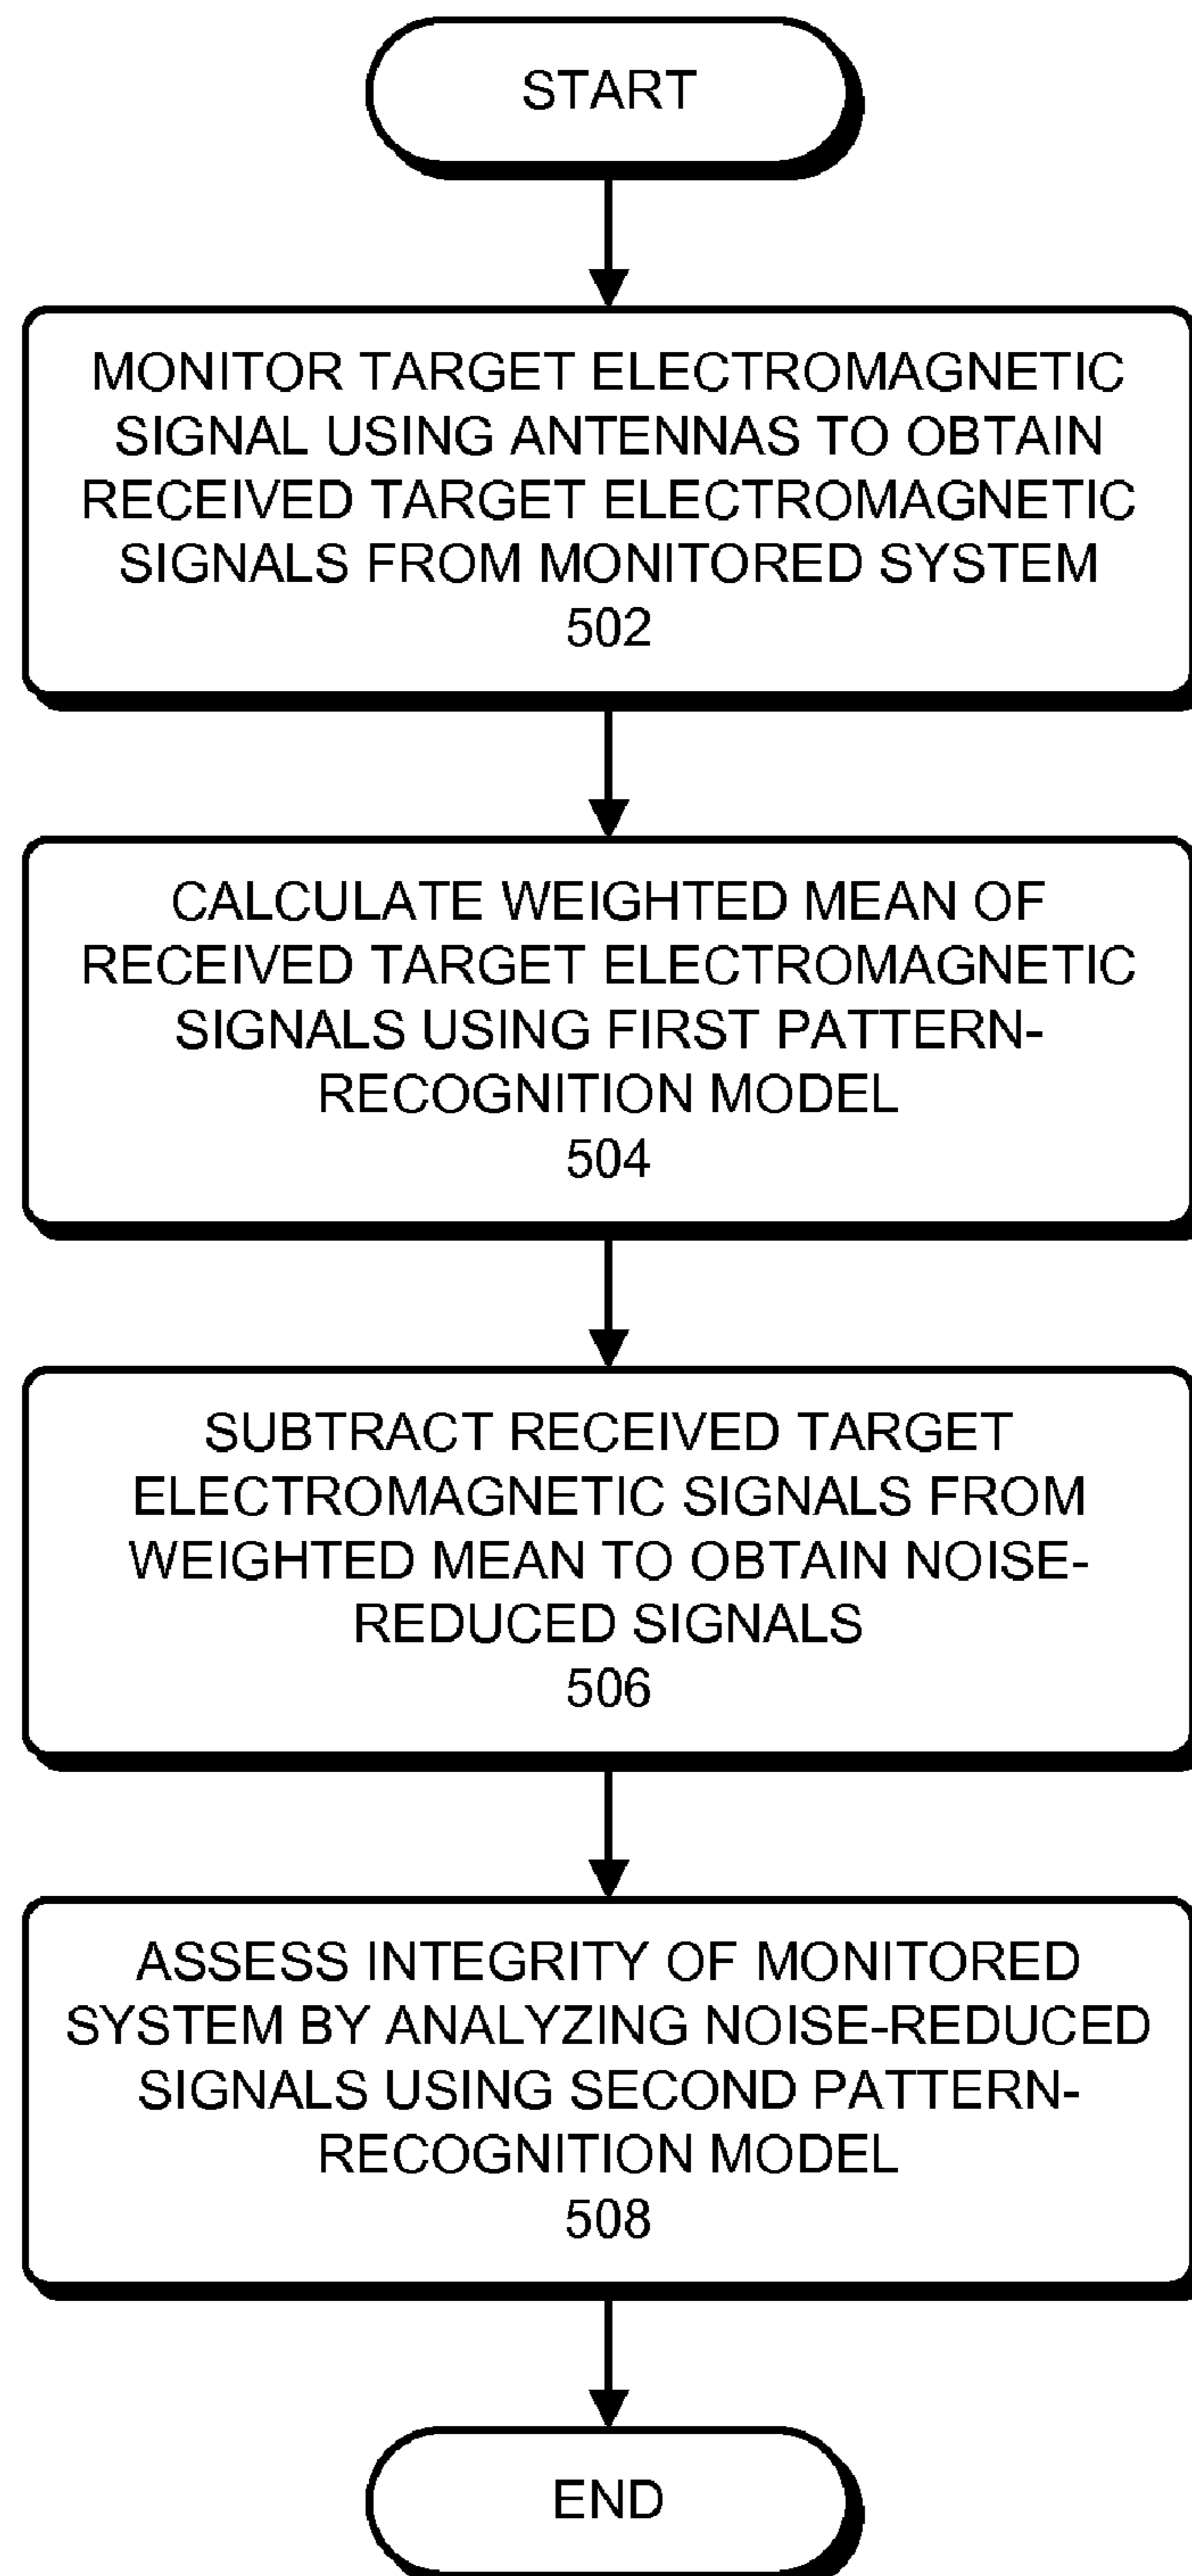 START
MONITOR TARGET ELECTROMAGNETIC
SIGNAL USING ANTENNAS TO OBTAIN
RECEIVED TARGET ELECTROMAGNETIC
SIGNALS FROM MONITORED SYSTEM
502
CALCULATE WEIGHTED MEAN OF
RECEIVED TARGET ELECTROMAGNETIC
SIGNALS USING FIRST PATTERN-
RECOGNITION MODEL
504
SUBTRACT RECEIVED TARGET
ELECTROMAGNETIC SIGNALS FROM
WEIGHTED MEAN TO OBTAIN NOISE-
REDUCED SIGNALS
506
ASSESS INTEGRITY OF MONITORED
SYSTEM BY ANALYZING NOISE-REDUCED
SIGNALS USING SECOND PATTERN-
RECOGNITION MODEL
508
END